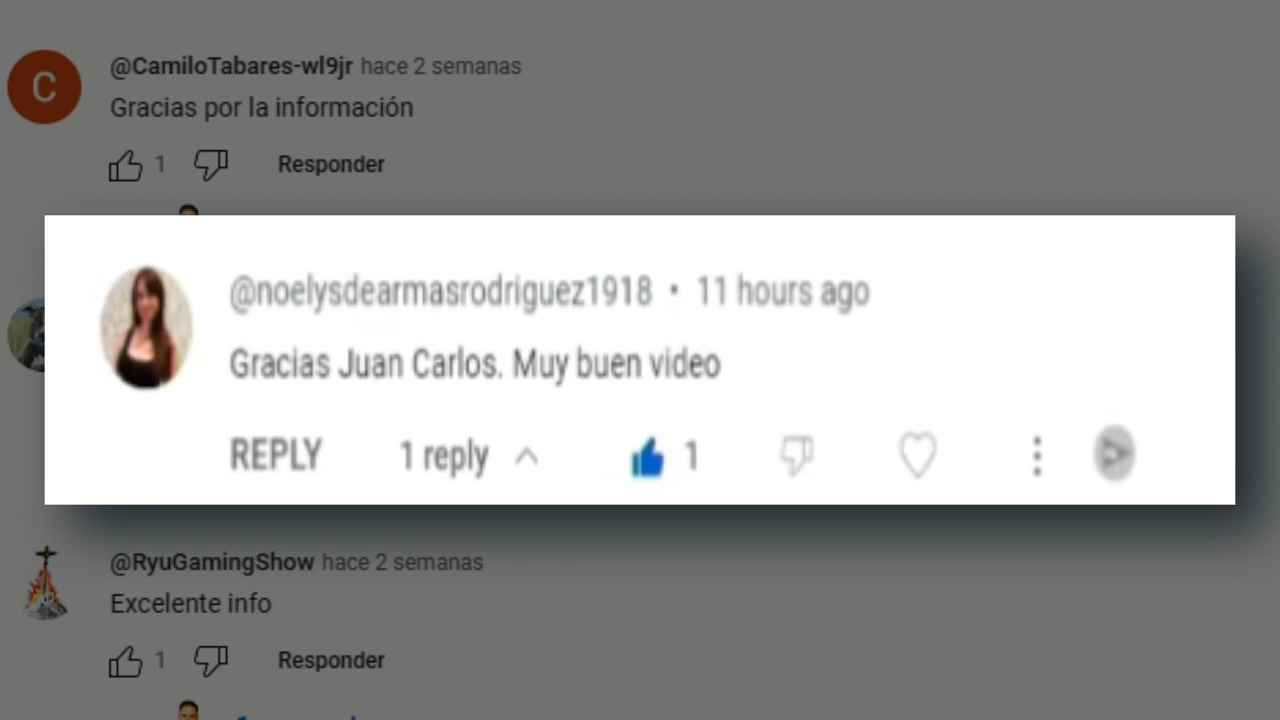 C
@CamiloTabares-wl9jr hace 2 semanas
Gracias por la información
1 Responder
@noelysdearmasrodriguez1918 • 11 hours ago
Gracias Juan Carlos. Muy buen video
REPLY 1 reply 1
@RyuGamingShow hace 2 semanas
Excelente info
1 Responder